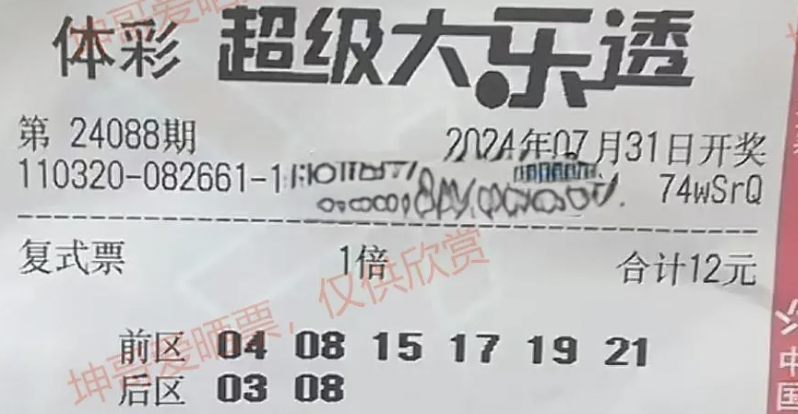 体彩 超级大乐透
第 24088期 2024年07月31日开奖
110320-082661-1 74wSrQ
复式票 1倍 合计12元
前区 04 08 15 17 19 21
后区 03 08
坤哥爱晒票，仅供欣赏
中
国